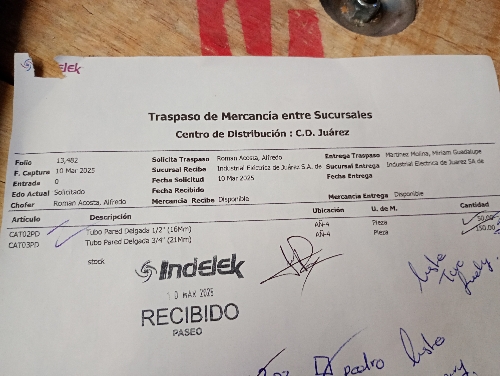 Indelek
Traspaso de Mercancía entre Sucursales
Centro de Distribución : C.D. Juárez
Folio 13,482 Solicita Traspaso Roman Acosta, Alfredo Entrega Traspaso Martinez Molina, Miriam Guadalupe
F. Captura 10 Mar 2025 Sucursal Recibe Industrial Eléctrica de Juárez S.A. de Sucursal Entrega Industrial Electrica de Juarez SA de
Entrada 0 Fecha Solicitud 10 Mar 2025 Fecha Entrega
Edo Actual Solicitado Fecha Recibido
Chofer Roman Acosta, Alfredo Mercancia Recibe Disponible Mercancia Entrega Disponible
Artículo Descripción Ubicación U. de M. Cantidad
CAT02PD Tubo Pared Delgada 1/2" (16Mm) AÑ-4 Pieza 50.00
CAT03PD Tubo Pared Delgada 3/4" (21Mm) AÑ-4 Pieza 150.00
stock
Indelek
10 MAR 2025
RECIBIDO
PASEO
listo
Pedro listo